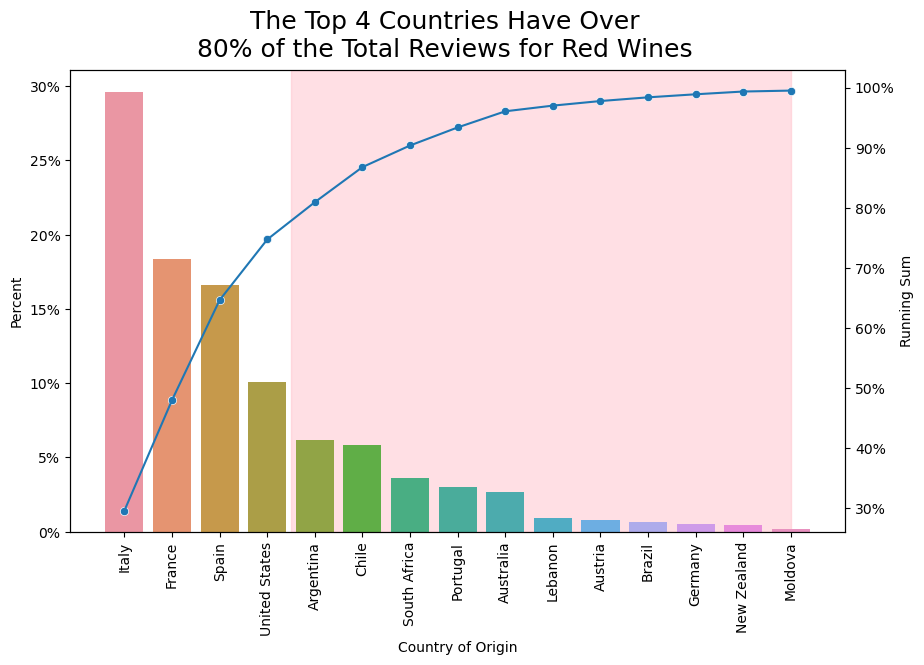 The Top 4 Countries Have Over
80% of the Total Reviews for Red Wines
30%
25%
20%
15%
10%
5%
0%
Percent
100%
90%
80%
70%
60%
50%
40%
30%
Running Sum
Italy
France
Spain
United States
Argentina
Chile
South Africa
Portugal
Australia
Lebanon
Austria
Brazil
Germany
New Zealand
Moldova
Country of Origin